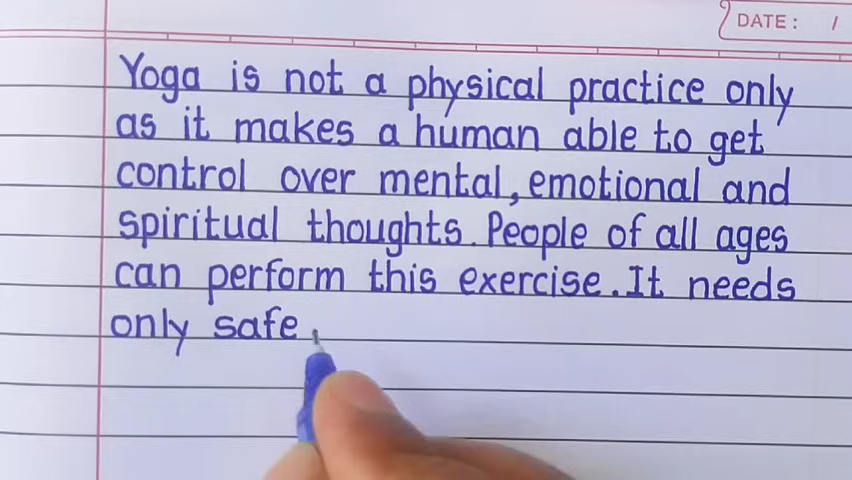 DATE: /
Yoga is not a physical practice only
as it makes a human able to get
control over mental, emotional and
spiritual thoughts. People of all ages
can perform this exercise. It needs
only safe